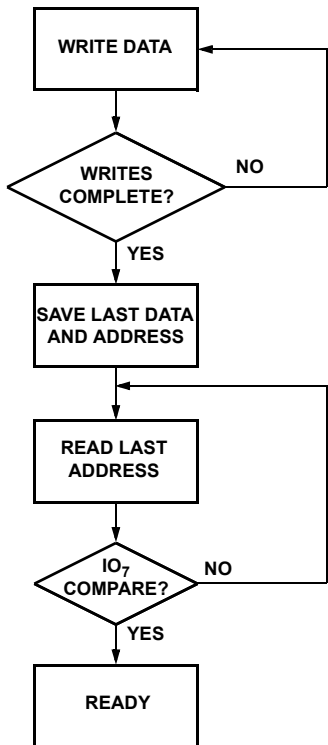 WRITE DATA
WRITES
COMPLETE?
NO
YES
SAVE LAST DATA
AND ADDRESS
READ LAST
ADDRESS
IO₇
COMPARE?
NO
YES
READY